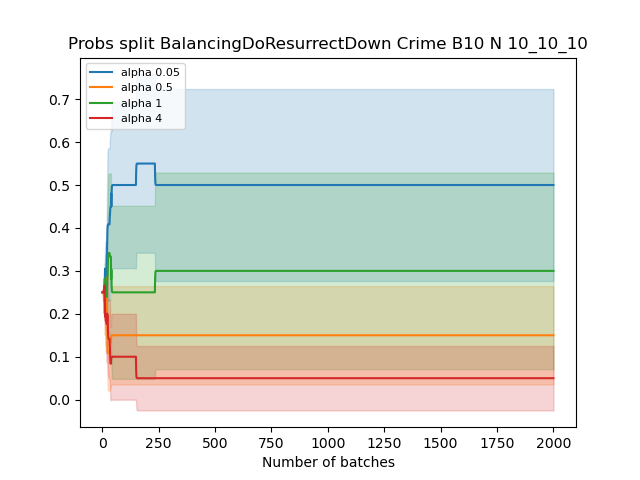 Probs split BalancingDoResurrectDown Crime B10 N 10_10_10
alpha 0.05
alpha 0.5
alpha 1
alpha 4
0.7
0.6
0.5
0.4
0.3
0.2
0.1
0.0
0 250 500 750 1000 1250 1500 1750 2000
Number of batches